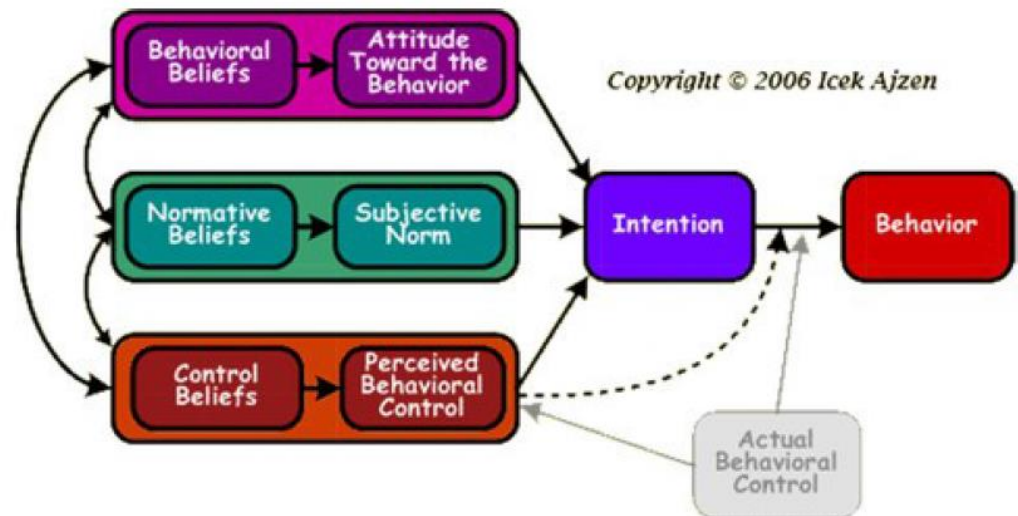 Behavioral
Beliefs
Attitude
Toward the
Behavior
Copyright © 2006 Icek Ajzen
Normative
Beliefs
Subjective
Norm
Intention
Behavior
Control
Beliefs
Perceived
Behavioral
Control
Actual
Behavioral
Control